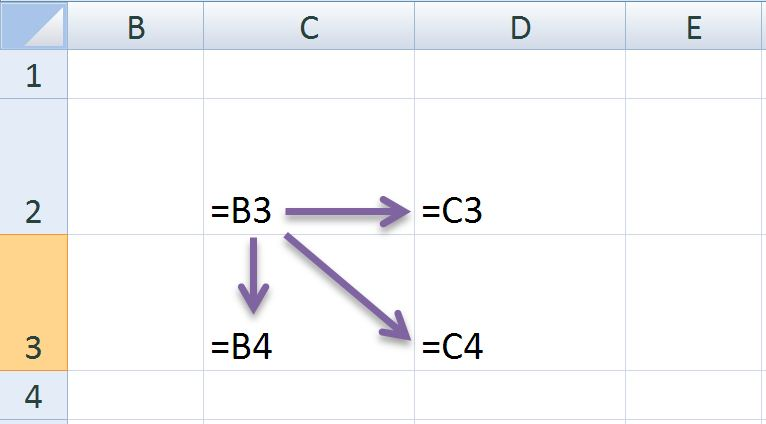 B C D E
1
2 =B3 =C3
3 =B4 =C4
4